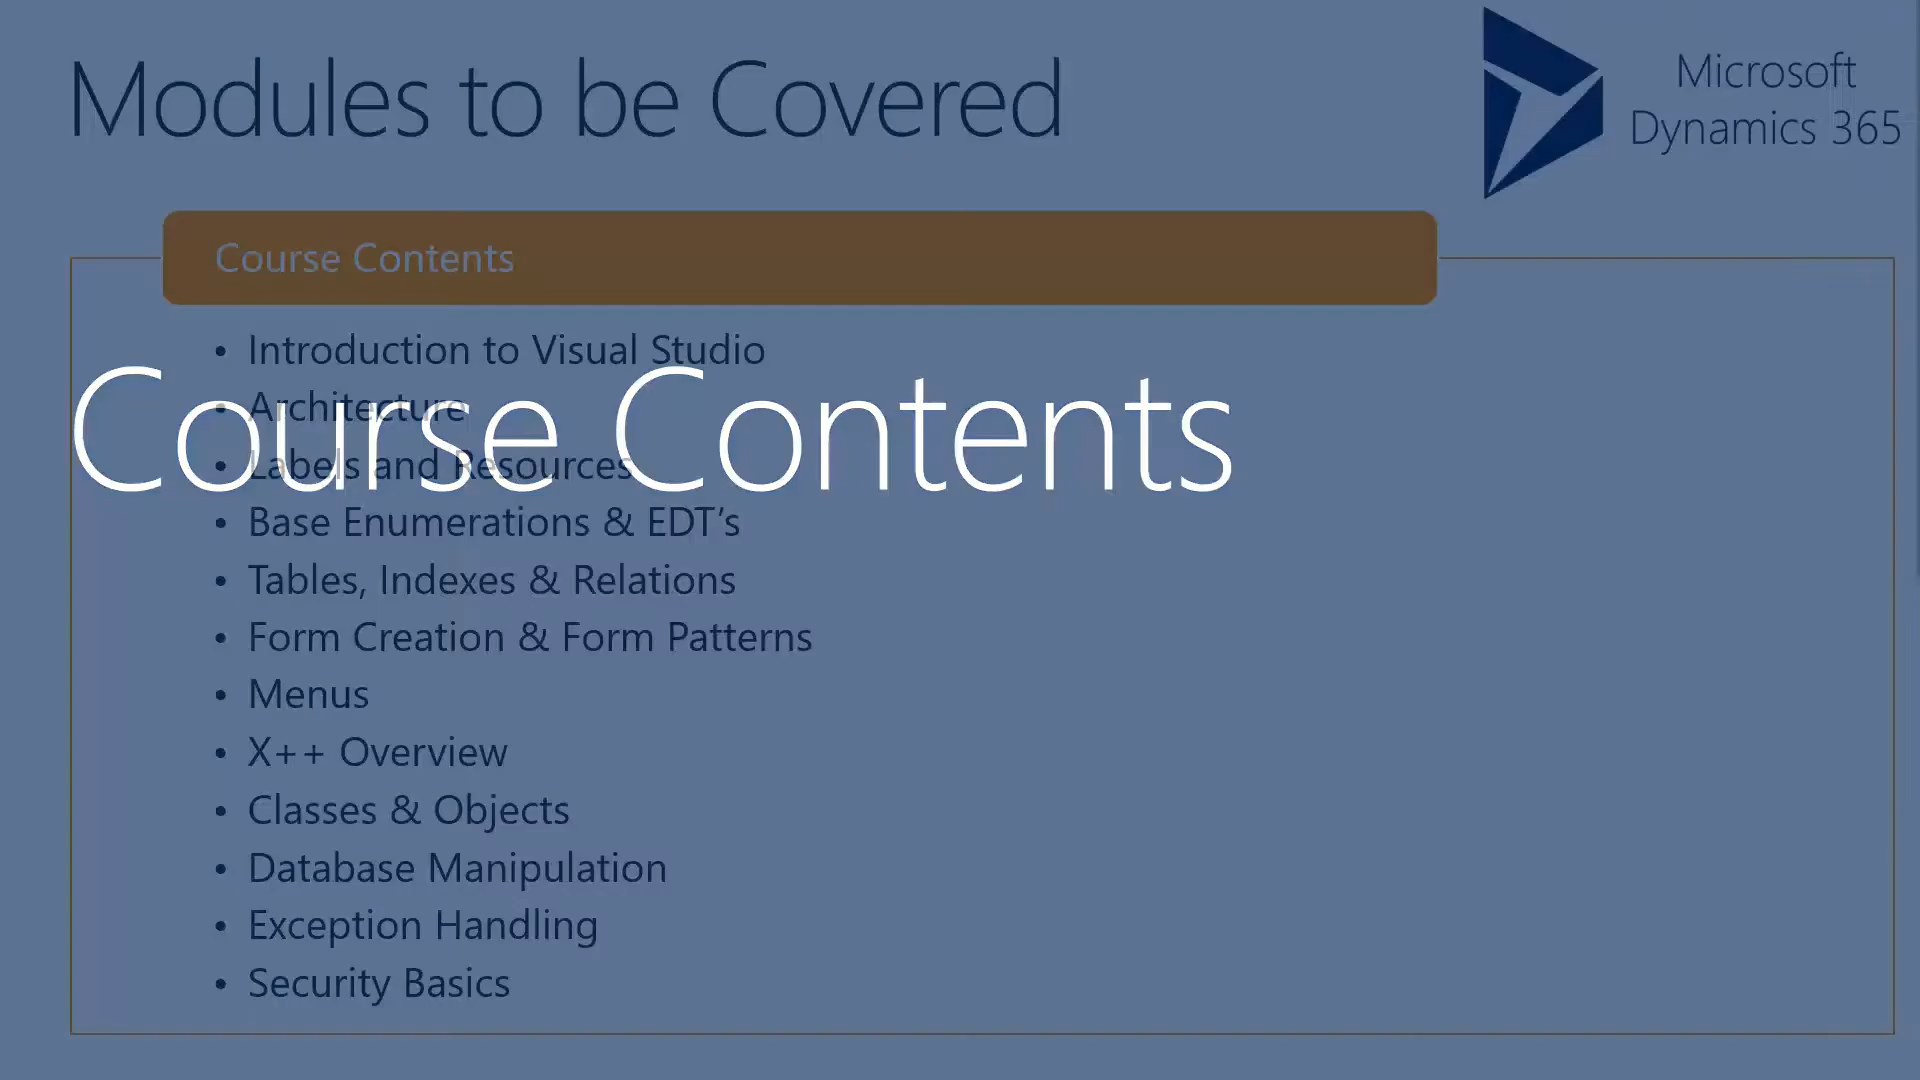 Modules to be Covered
Microsoft
Dynamics 365
Course Contents
• Introduction to Visual Studio
• Architecture
Course Contents
• Labels and Resources
• Base Enumerations & EDT’s
• Tables, Indexes & Relations
• Form Creation & Form Patterns
• Menus
• X++ Overview
• Classes & Objects
• Database Manipulation
• Exception Handling
• Security Basics